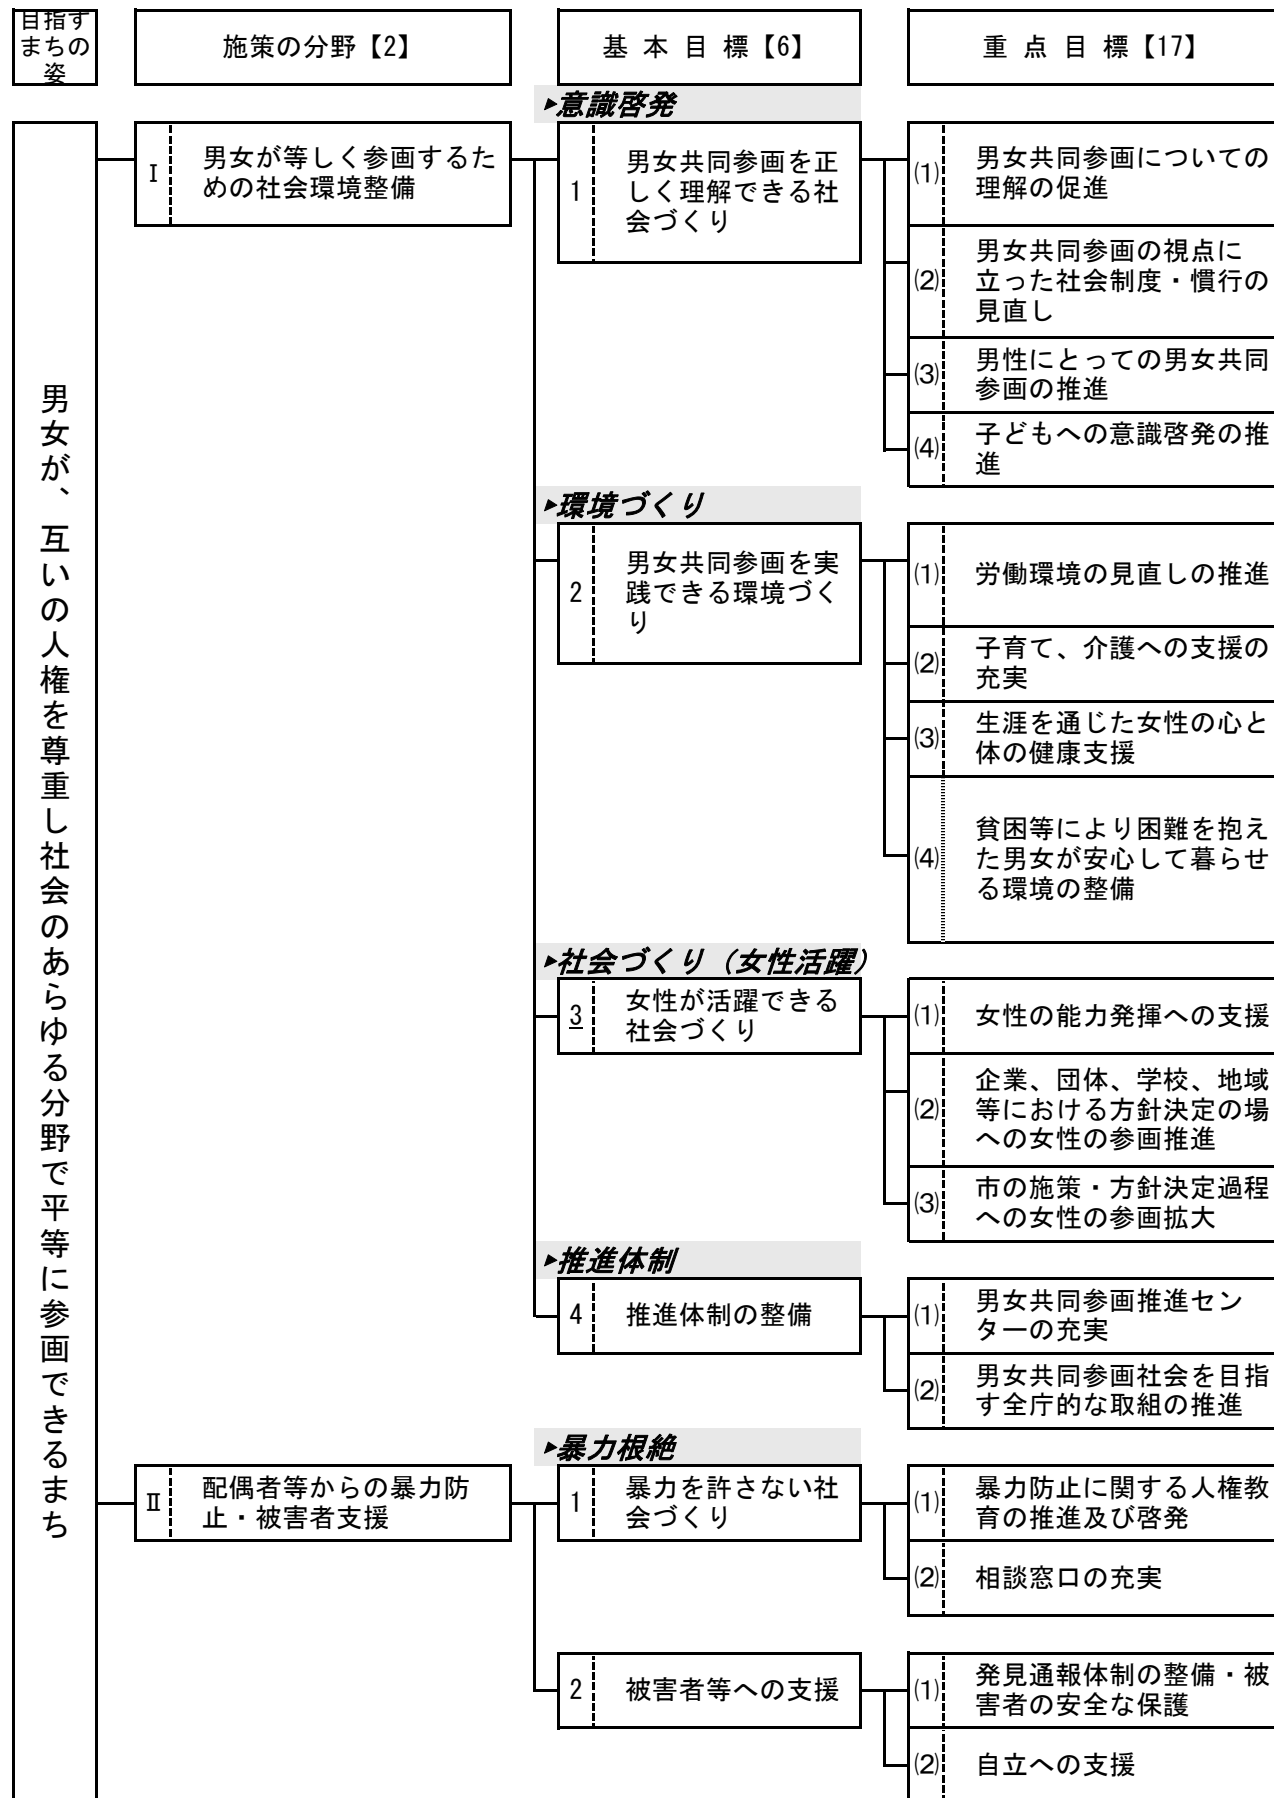 目指す
まちの
姿
施策の分野【2】
基 本 目 標【6】
重 点 目 標【17】
男女が、互いの人権を尊重し社会のあらゆる分野で平等に参画できるまち
Ⅰ
男女が等しく参画するた
めの社会環境整備
▶意識啓発
1
男女共同参画を正
しく理解できる社
会づくり
(1)
男女共同参画についての
理解の促進
(2)
男女共同参画の視点に
立った社会制度・慣行の
見直し
(3)
男性にとっての男女共同
参画の推進
(4)
子どもへの意識啓発の推
進
▶環境づくり
2
男女共同参画を実
践できる環境づく
り
(1)
労働環境の見直しの推進
(2)
子育て、介護への支援の
充実
(3)
生涯を通じた女性の心と
体の健康支援
(4)
貧困等により困難を抱え
た男女が安心して暮らせ
る環境の整備
▶社会づくり（女性活躍）
3
女性が活躍できる
社会づくり
(1)
女性の能力発揮への支援
(2)
企業、団体、学校、地域
等における方針決定の場
への女性の参画推進
(3)
市の施策・方針決定過程
への女性の参画拡大
▶推進体制
4
推進体制の整備
(1)
男女共同参画推進セン
ターの充実
(2)
男女共同参画社会を目指
す全庁的な取組の推進
Ⅱ
配偶者等からの暴力防
止・被害者支援
▶暴力根絶
1
暴力を許さない社
会づくり
(1)
暴力防止に関する人権教
育の推進及び啓発
(2)
相談窓口の充実
2
被害者等への支援
(1)
発見通報体制の整備・被
害者の安全な保護
(2)
自立への支援